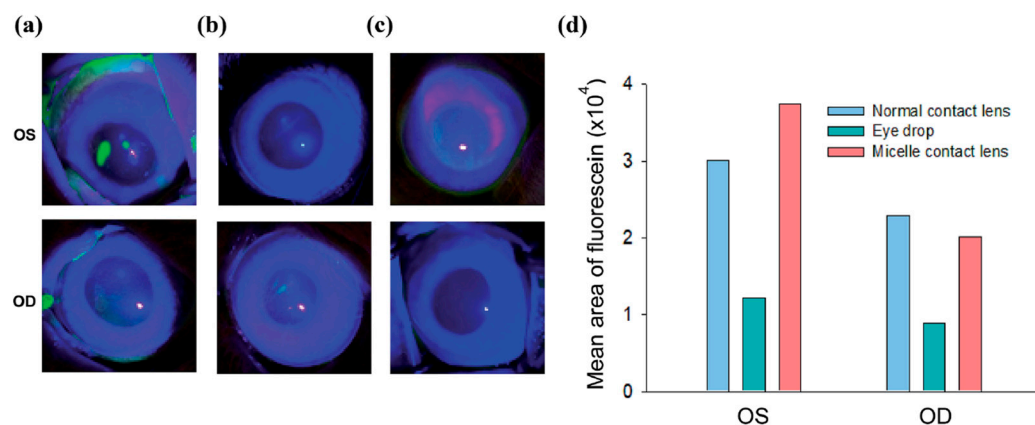 (a) (b) (c) (d)
OS
OD
Mean area of fluorescein (x10⁴)
4
3
2
1
0
Normal contact lens
Eye drop
Micelle contact lens
OS OD